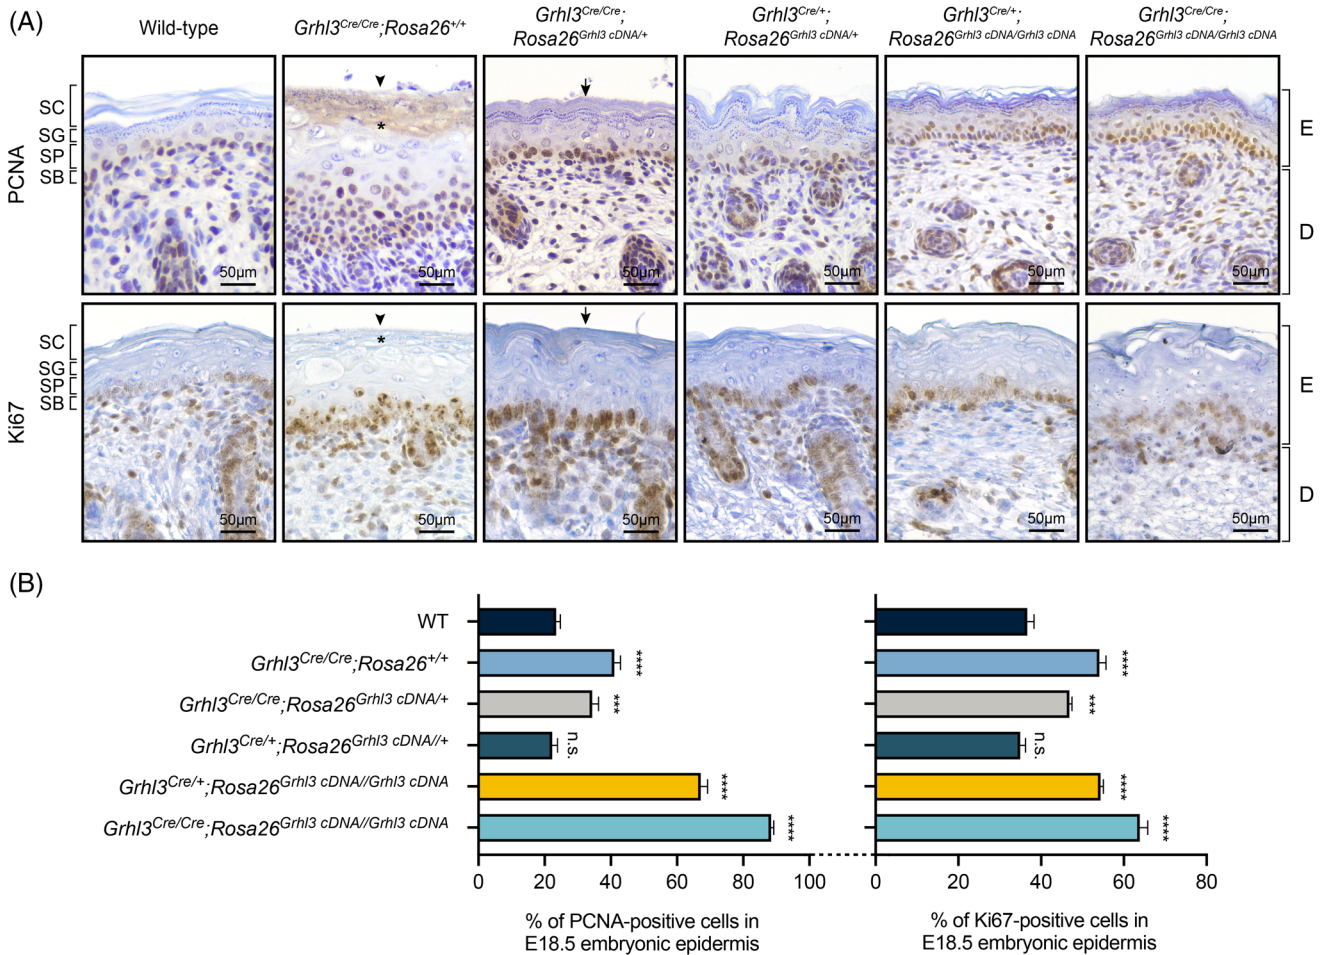 (A)
Wild-type
Grhl3Cre/Cre;Rosa26+/+
Grhl3Cre/Cre;
Rosa26Grhl3 cDNA/+
Grhl3Cre/+;
Rosa26Grhl3 cDNA/+
Grhl3Cre/+;
Rosa26Grhl3 cDNA/Grhl3 cDNA
Grhl3Cre/Cre;
Rosa26Grhl3 cDNA/Grhl3 cDNA
PCNA
SC
SG
SP
SB
*
50µm
50µm
50µm
50µm
50µm
50µm
E
D
Ki67
SC
SG
SP
SB
*
50µm
50µm
50µm
50µm
50µm
50µm
E
D
(B)
WT
Grhl3Cre/Cre;Rosa26+/+
****
****
Grhl3Cre/Cre;Rosa26Grhl3 cDNA/+
***
***
Grhl3Cre/+;Rosa26Grhl3 cDNA//+
n.s.
n.s.
Grhl3Cre/+;Rosa26Grhl3 cDNA//Grhl3 cDNA
****
****
Grhl3Cre/Cre;Rosa26Grhl3 cDNA//Grhl3 cDNA
****
****
0 20 40 60 80 100
0 20 40 60 80
% of PCNA-positive cells in
E18.5 embryonic epidermis
% of Ki67-positive cells in
E18.5 embryonic epidermis